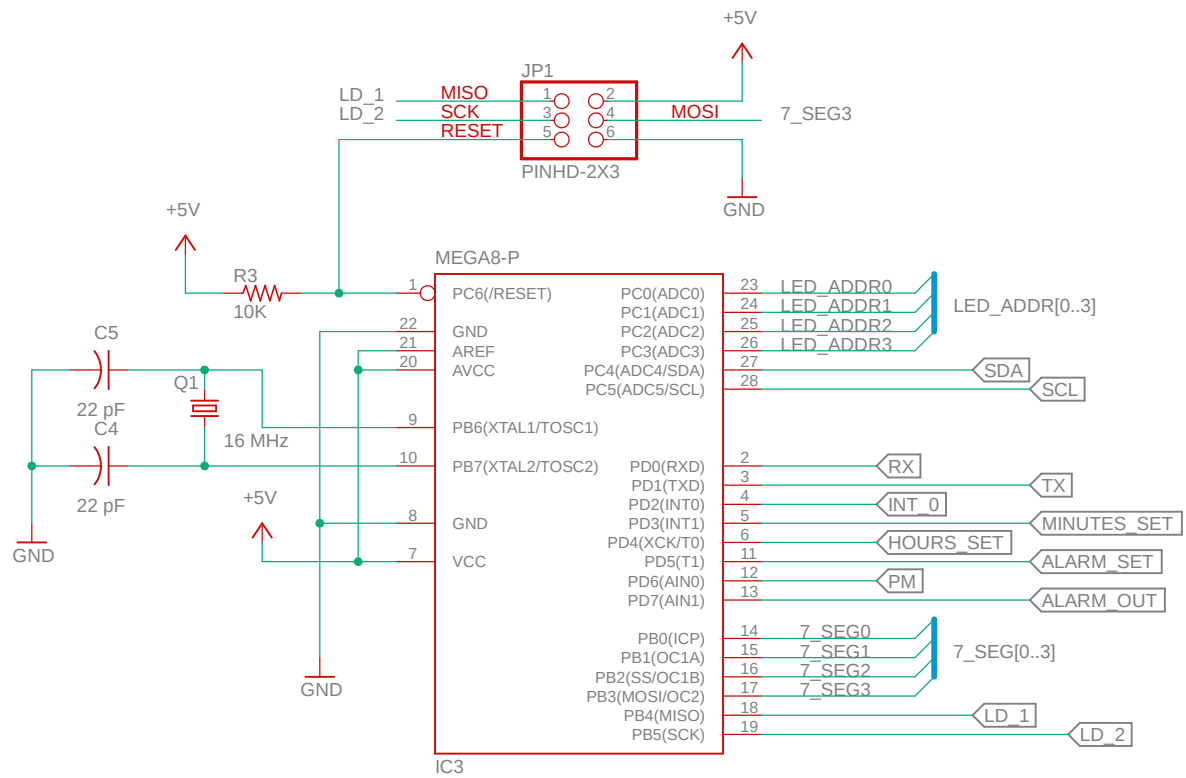 +5V
JP1
LD_1 MISO 1 2
LD_2 SCK 3 4 MOSI 7_SEG3
RESET 5 6
PINHD-2X3
GND
+5V
MEGA8-P
R3
10K
1 PC6(/RESET) PC0(ADC0) 23 LED_ADDR0
PC1(ADC1) 24 LED_ADDR1 LED_ADDR[0..3]
22 GND PC2(ADC2) 25 LED_ADDR2
21 AREF PC3(ADC3) 26 LED_ADDR3
20 AVCC PC4(ADC4/SDA) 27 SDA
PC5(ADC5/SCL) 28 SCL
C5
22 pF
Q1
16 MHz
C4
22 pF
GND
9 PB6(XTAL1/TOSC1)
10 PB7(XTAL2/TOSC2) PD0(RXD) 2 RX
PD1(TXD) 3 TX
+5V
PD2(INT0) 4 INT_0
8 GND PD3(INT1) 5 MINUTES_SET
PD4(XCK/T0) 6 HOURS_SET
7 VCC PD5(T1) 11 ALARM_SET
PD6(AIN0) 12 PM
PD7(AIN1) 13 ALARM_OUT
PB0(ICP) 14 7_SEG0
PB1(OC1A) 15 7_SEG1 7_SEG[0..3]
PB2(SS/OC1B) 16 7_SEG2
PB3(MOSI/OC2) 17 7_SEG3
GND
PB4(MISO) 18 LD_1
PB5(SCK) 19 LD_2
IC3